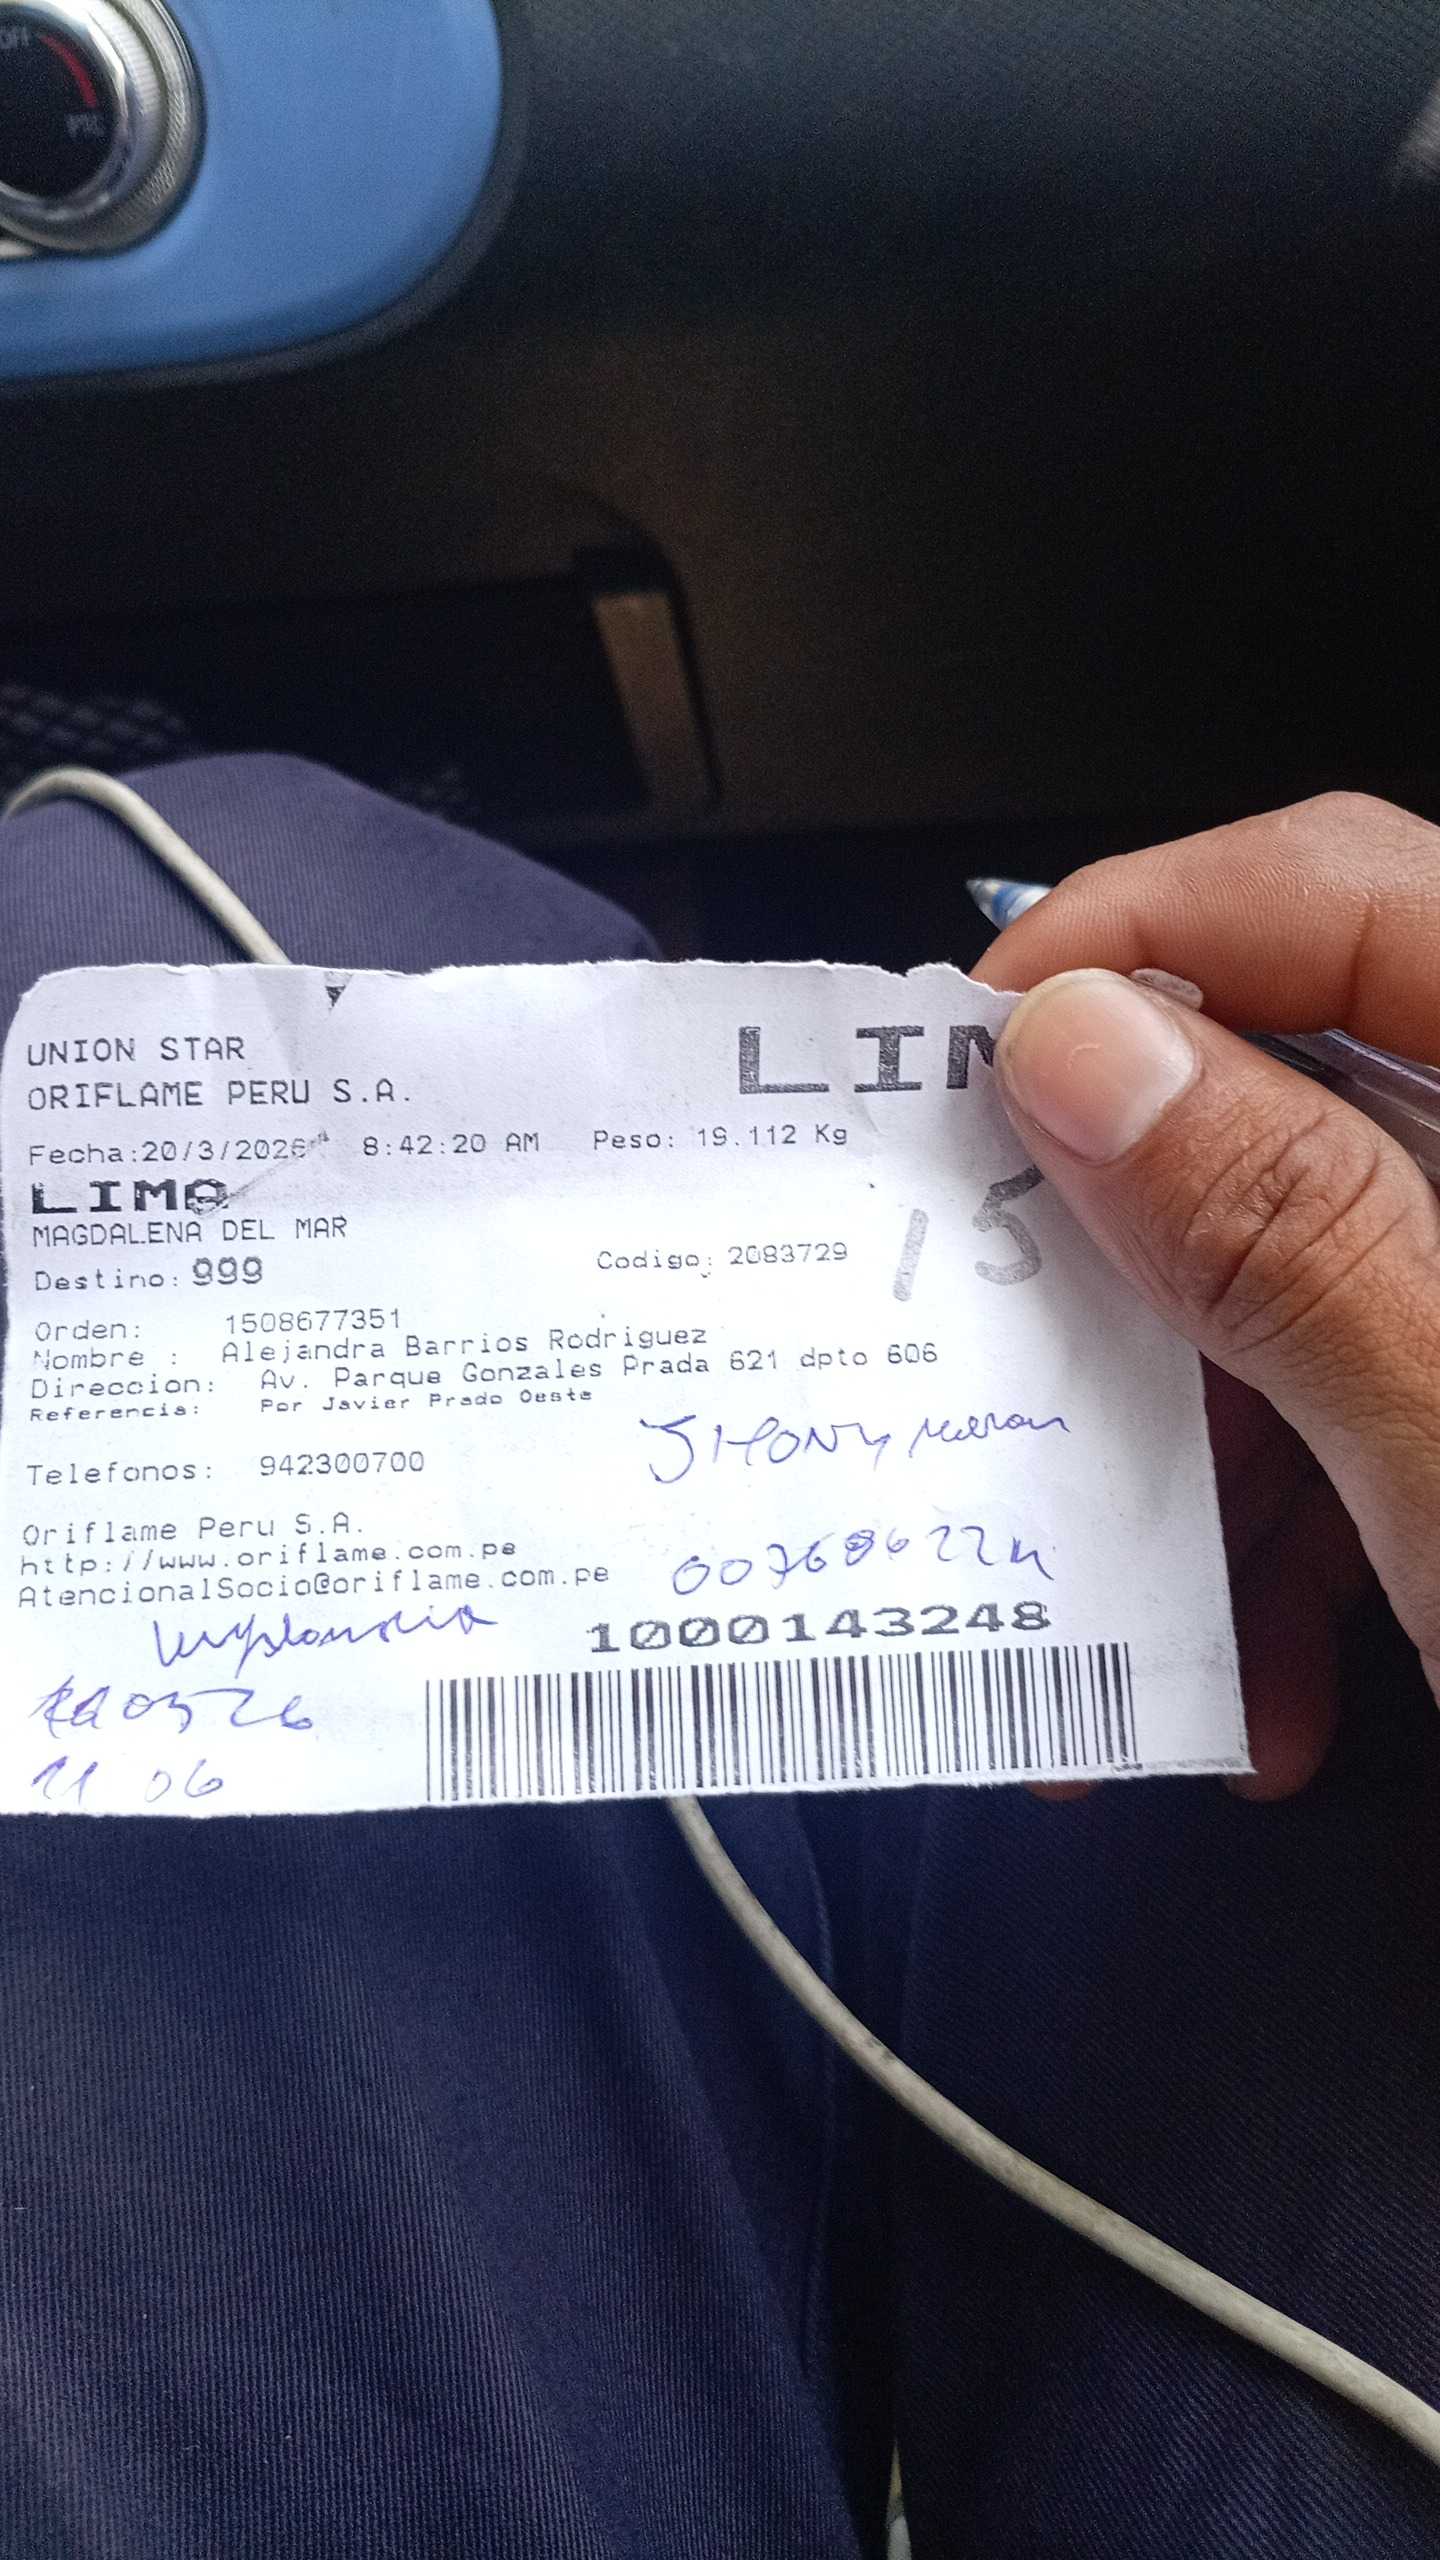 UNION STAR
ORIFLAME PERU S.A.
LIM
Fecha:20/3/2026 8:42:20 AM Peso: 19.112 Kg
LIMA
MAGDALENA DEL MAR
Destino: 999
Codigo: 2083729
15
Orden: 1508677351
Nombre : Alejandra Barrios Rodriguez
Direccion: Av. Parque Gonzales Prada 621 dpto 606
Referencia: Por Javier Prado Oeste
JHONY
Telefonos: 942300700
Oriflame Peru S.A.
http://www.oriflame.com.pe
AtencionalSocio@oriflame.com.pe
1000143248
11 06